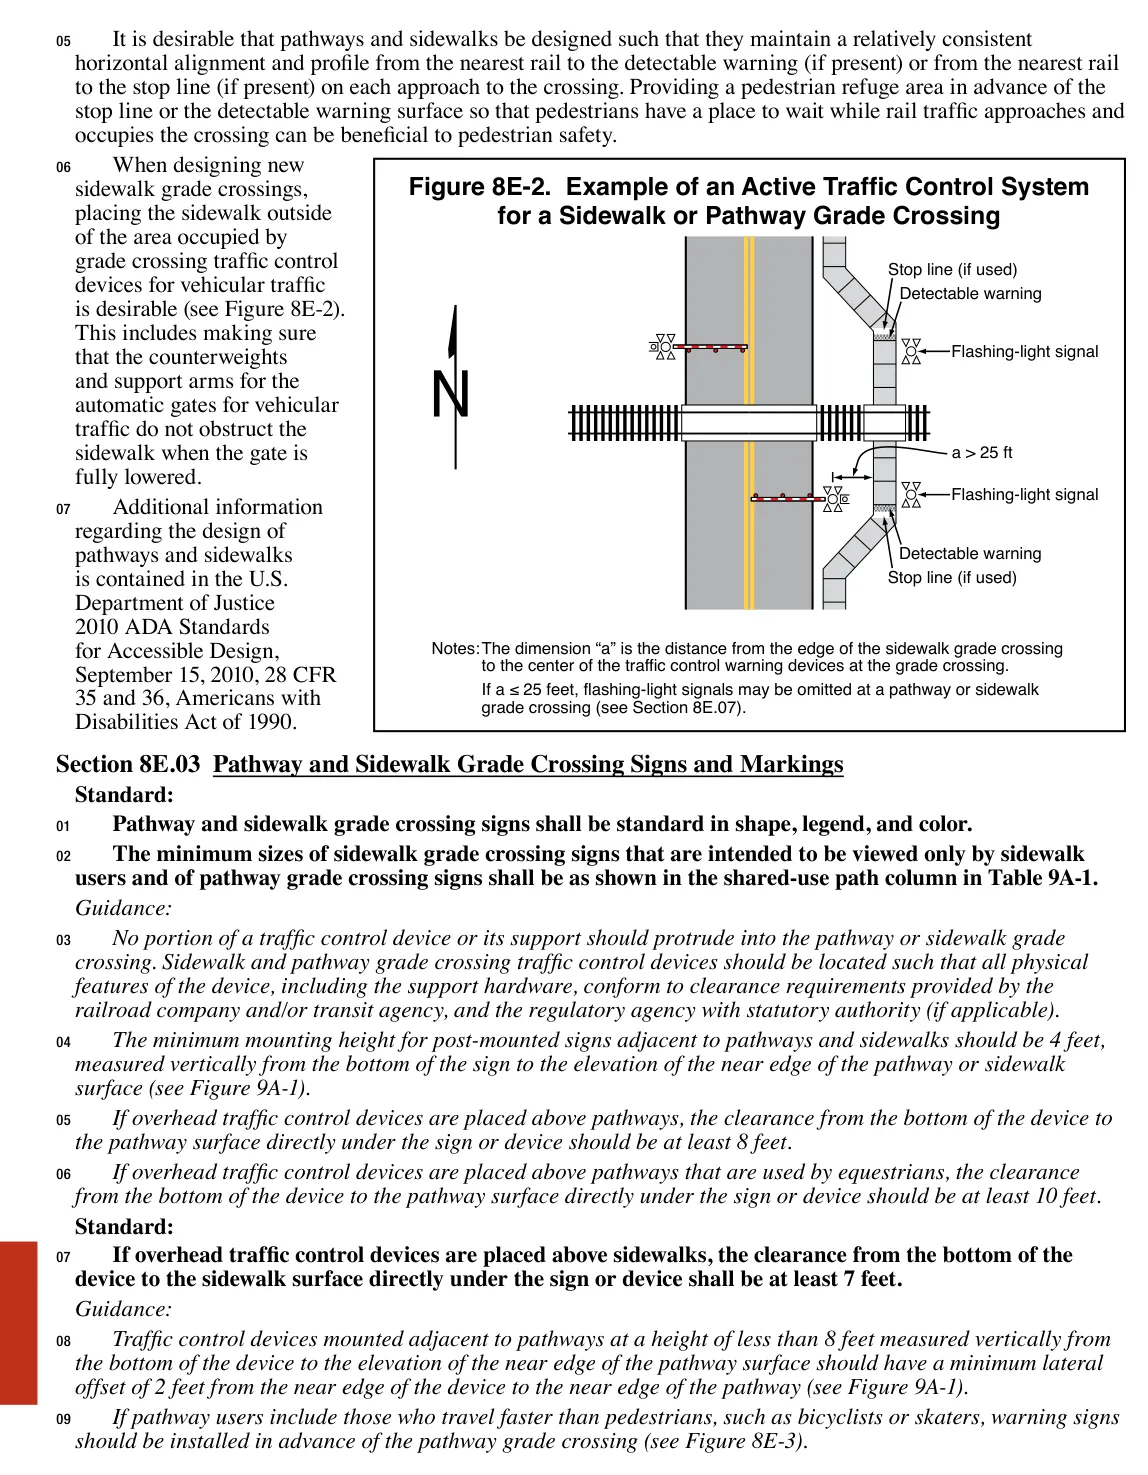 05 It is desirable that pathways and sidewalks be designed such that they maintain a relatively consistent
horizontal alignment and profile from the nearest rail to the detectable warning (if present) or from the nearest rail
to the stop line (if present) on each approach to the crossing. Providing a pedestrian refuge area in advance of the
stop line or the detectable warning surface so that pedestrians have a place to wait while rail traffic approaches and
occupies the crossing can be beneficial to pedestrian safety.
06 When designing new
sidewalk grade crossings,
placing the sidewalk outside
of the area occupied by
grade crossing traffic control
devices for vehicular traffic
is desirable (see Figure 8E-2).
This includes making sure
that the counterweights
and support arms for the
automatic gates for vehicular
traffic do not obstruct the
sidewalk when the gate is
fully lowered.
07 Additional information
regarding the design of
pathways and sidewalks
is contained in the U.S.
Department of Justice
2010 ADA Standards
for Accessible Design,
September 15, 2010, 28 CFR
35 and 36, Americans with
Disabilities Act of 1990.
Figure 8E-2. Example of an Active Traffic Control System
for a Sidewalk or Pathway Grade Crossing
Stop line (if used)
Detectable warning
Flashing-light signal
N
a > 25 ft
Flashing-light signal
Detectable warning
Stop line (if used)
Notes: The dimension “a” is the distance from the edge of the sidewalk grade crossing
to the center of the traffic control warning devices at the grade crossing.
If a ≤ 25 feet, flashing-light signals may be omitted at a pathway or sidewalk
grade crossing (see Section 8E.07).
Section 8E.03 Pathway and Sidewalk Grade Crossing Signs and Markings
Standard:
01 Pathway and sidewalk grade crossing signs shall be standard in shape, legend, and color.
02 The minimum sizes of sidewalk grade crossing signs that are intended to be viewed only by sidewalk
users and of pathway grade crossing signs shall be as shown in the shared-use path column in Table 9A-1.
Guidance:
03 No portion of a traffic control device or its support should protrude into the pathway or sidewalk grade
crossing. Sidewalk and pathway grade crossing traffic control devices should be located such that all physical
features of the device, including the support hardware, conform to clearance requirements provided by the
railroad company and/or transit agency, and the regulatory agency with statutory authority (if applicable).
04 The minimum mounting height for post-mounted signs adjacent to pathways and sidewalks should be 4 feet,
measured vertically from the bottom of the sign to the elevation of the near edge of the pathway or sidewalk
surface (see Figure 9A-1).
05 If overhead traffic control devices are placed above pathways, the clearance from the bottom of the device to
the pathway surface directly under the sign or device should be at least 8 feet.
06 If overhead traffic control devices are placed above pathways that are used by equestrians, the clearance
from the bottom of the device to the pathway surface directly under the sign or device should be at least 10 feet.
Standard:
07 If overhead traffic control devices are placed above sidewalks, the clearance from the bottom of the
device to the sidewalk surface directly under the sign or device shall be at least 7 feet.
Guidance:
08 Traffic control devices mounted adjacent to pathways at a height of less than 8 feet measured vertically from
the bottom of the device to the elevation of the near edge of the pathway surface should have a minimum lateral
offset of 2 feet from the near edge of the device to the near edge of the pathway (see Figure 9A-1).
09 If pathway users include those who travel faster than pedestrians, such as bicyclists or skaters, warning signs
should be installed in advance of the pathway grade crossing (see Figure 8E-3).